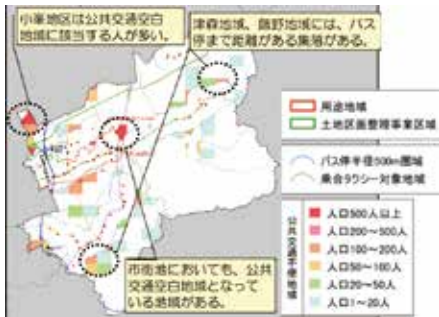 小峯地区は公共交通空白
地域に該当する人が多い。
津森地域、飯野地域には、バス
停まで距離がある集落がある。
市街地においても、公共
交通空白地域となって
いる地域がある。
用途地域
土地区画整理事業区域
バス停半径500m圏域
乗合タクシー対象地域
公共交通不便地域
人口500人以上
人口200～500人
人口100～200人
人口50～100人
人口20～50人
人口1～20人